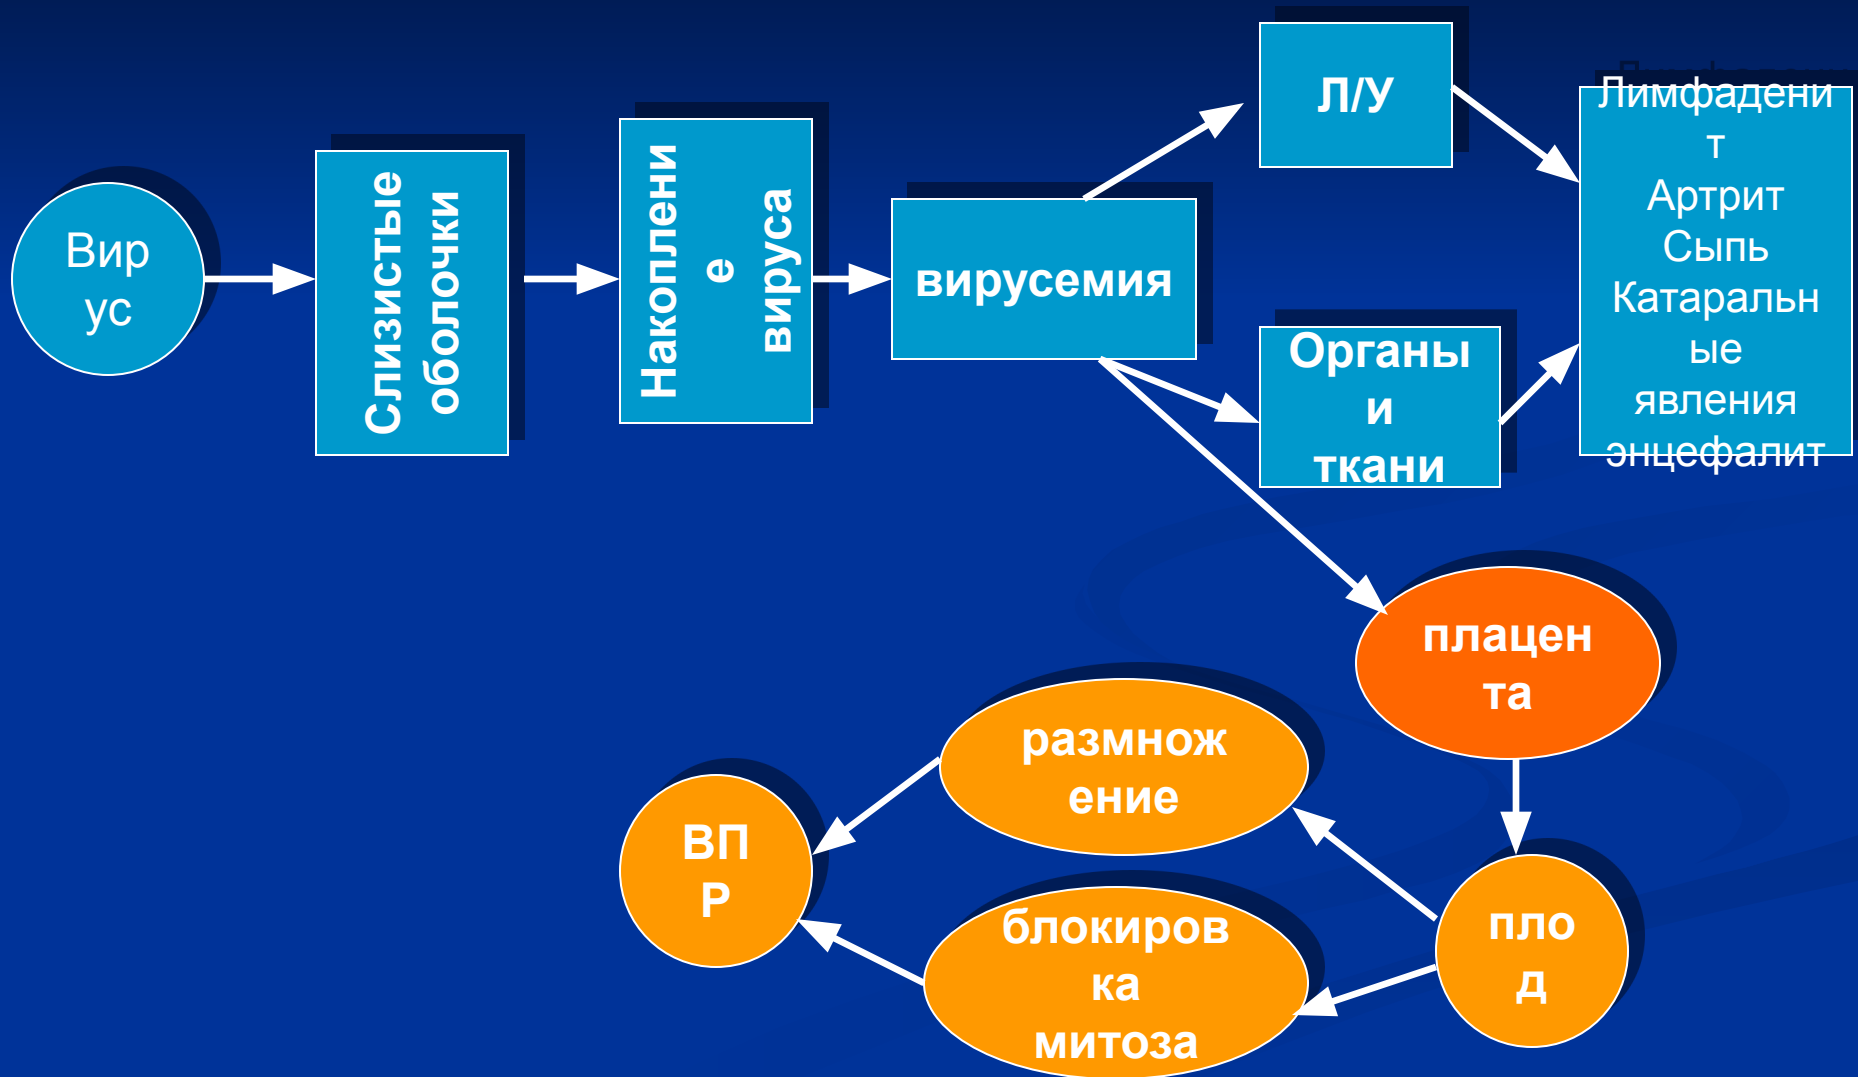 Вир
ус
Слизистые
оболочки
Накоплени
е
вируса
вирусемия
Л/У
Органы
и
ткани
Лимфадени
т
Артрит
Сыпь
Катаральн
ые
явления
энцефалит
плацен
та
пло
д
размнож
ение
блокиров
ка
митоза
ВП
Р